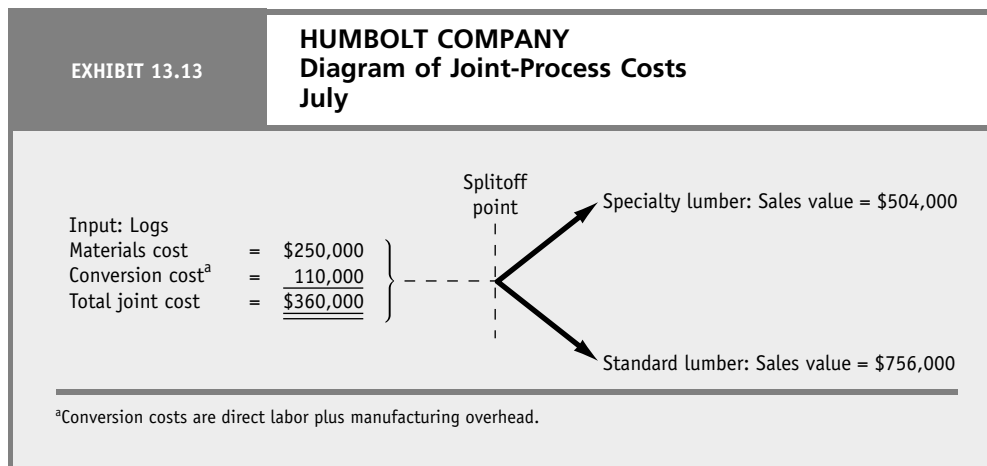 EXHIBIT 13.13
HUMBOLT COMPANY
Diagram of Joint-Process Costs
July
Splitoff
point
Input: Logs
Materials cost = $250,000
Conversion costᵃ = 110,000
Total joint cost = $360,000
Specialty lumber: Sales value = $504,000
Standard lumber: Sales value = $756,000
ᵃConversion costs are direct labor plus manufacturing overhead.